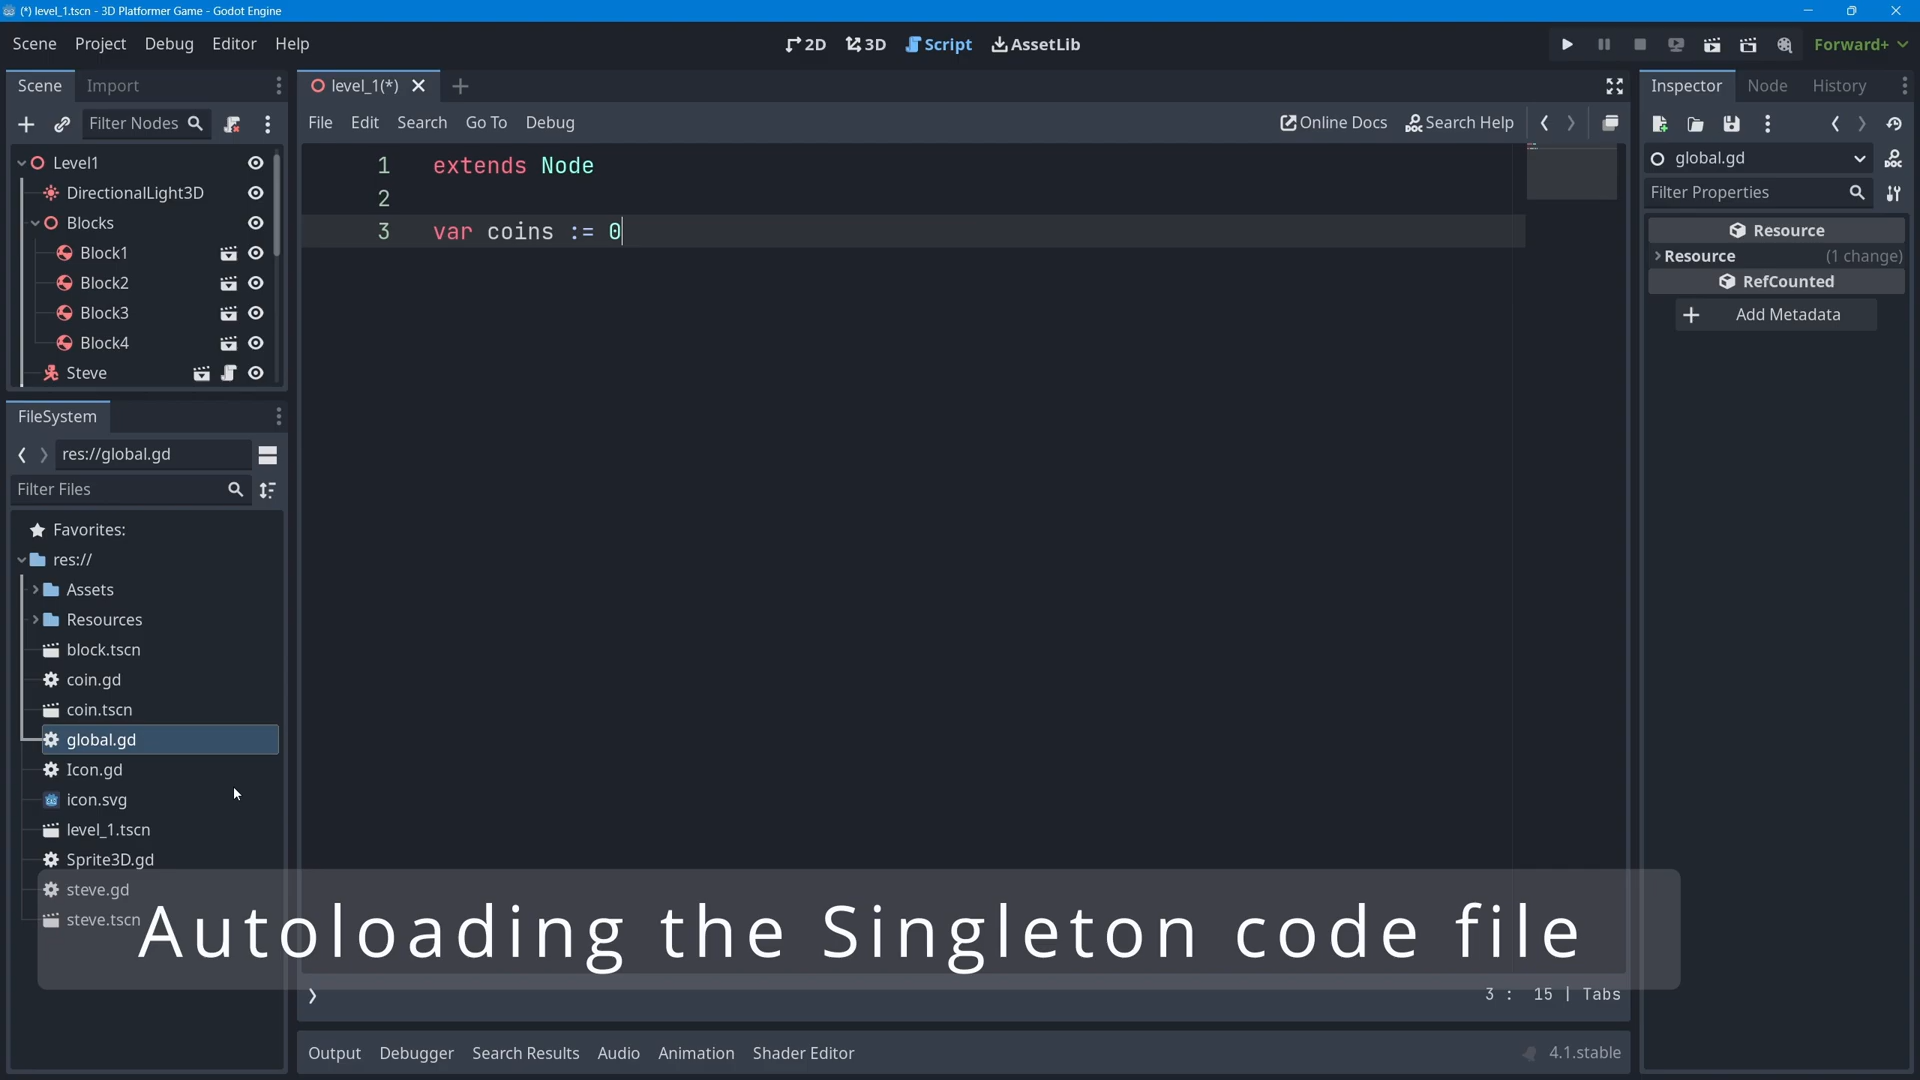 (*) level_1.tscn - 3D Platformer Game - Godot Engine
Scene Project Debug Editor Help
2D 3D Script AssetLib
Forward+
Scene Import
level_1(*)
Inspector Node History
Filter Nodes
File Edit Search Go To Debug
Online Docs Search Help
Level1
DirectionalLight3D
Blocks
Block1
Block2
Block3
Block4
Steve
1 extends Node
2
3 var coins := 0
global.gd
Filter Properties
Resource
Resource (1 change)
RefCounted
Add Metadata
FileSystem
res://global.gd
Filter Files
Favorites:
res://
Assets
Resources
block.tscn
coin.gd
coin.tscn
global.gd
Icon.gd
icon.svg
level_1.tscn
Sprite3D.gd
steve.gd
steve.tscn
Autoloading the Singleton code file
3 : 15 | Tabs
Output Debugger Search Results Audio Animation Shader Editor
4.1.stable